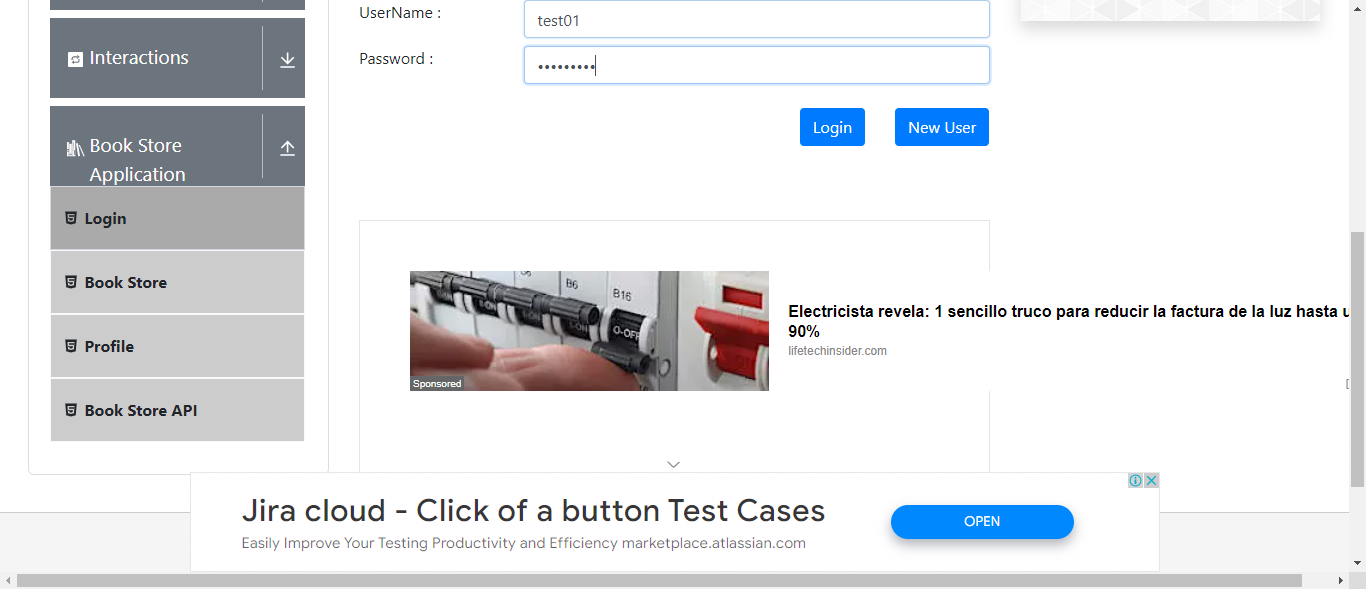 UserName :
test01
Password :
•••••••••
Interactions
Login
New User
Book Store
Application
Login
Book Store
Profile
Book Store API
B6
B16
O-OFF
Sponsored
Electricista revela: 1 sencillo truco para reducir la factura de la luz hasta u
90%
lifetechinsider.com
Jira cloud - Click of a button Test Cases
Easily Improve Your Testing Productivity and Efficiency marketplace.atlassian.com
OPEN